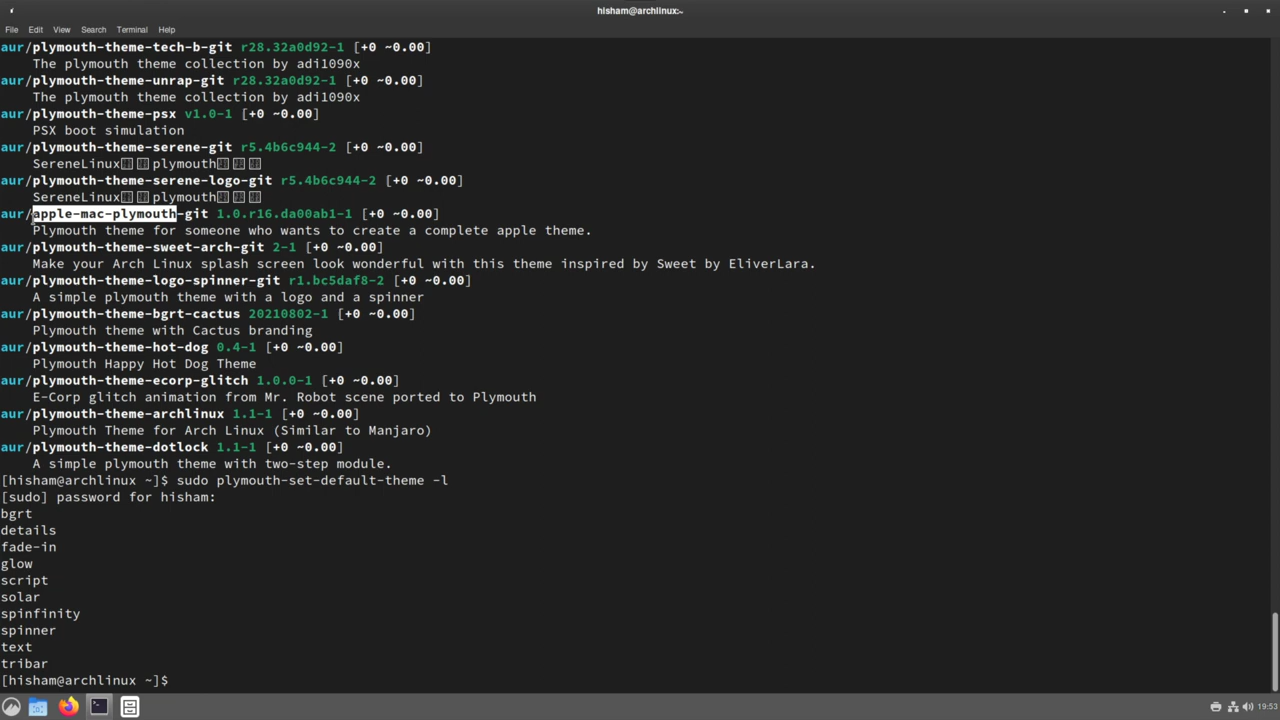 hisham@archlinux:~
File Edit View Search Terminal Help
aur/plymouth-theme-tech-b-git r28.32a0d92-1 [+0 ~0.00]
The plymouth theme collection by adi1090x
aur/plymouth-theme-unrap-git r28.32a0d92-1 [+0 ~0.00]
The plymouth theme collection by adi1090x
aur/plymouth-theme-psx v1.0-1 [+0 ~0.00]
PSX boot simulation
aur/plymouth-theme-serene-git r5.4b6c944-2 [+0 ~0.00]
SereneLinux plymouth
aur/plymouth-theme-serene-logo-git r5.4b6c944-2 [+0 ~0.00]
SereneLinux plymouth
aur/apple-mac-plymouth-git 1.0.r16.da00ab1-1 [+0 ~0.00]
Plymouth theme for someone who wants to create a complete apple theme.
aur/plymouth-theme-sweet-arch-git 2-1 [+0 ~0.00]
Make your Arch Linux splash screen look wonderful with this theme inspired by Sweet by EliverLara.
aur/plymouth-theme-logo-spinner-git r1.bc5daf8-2 [+0 ~0.00]
A simple plymouth theme with a logo and a spinner
aur/plymouth-theme-bgrt-cactus 20210802-1 [+0 ~0.00]
Plymouth theme with Cactus branding
aur/plymouth-theme-hot-dog 0.4-1 [+0 ~0.00]
Plymouth Happy Hot Dog Theme
aur/plymouth-theme-ecorp-glitch 1.0.0-1 [+0 ~0.00]
E-Corp glitch animation from Mr. Robot scene ported to Plymouth
aur/plymouth-theme-archlinux 1.1-1 [+0 ~0.00]
Plymouth Theme for Arch Linux (Similar to Manjaro)
aur/plymouth-theme-dotlock 1.1-1 [+0 ~0.00]
A simple plymouth theme with two-step module.
[hisham@archlinux ~]$ sudo plymouth-set-default-theme -l
[sudo] password for hisham:
bgrt
details
fade-in
glow
script
solar
spinfinity
spinner
text
tribar
[hisham@archlinux ~]$
19:53